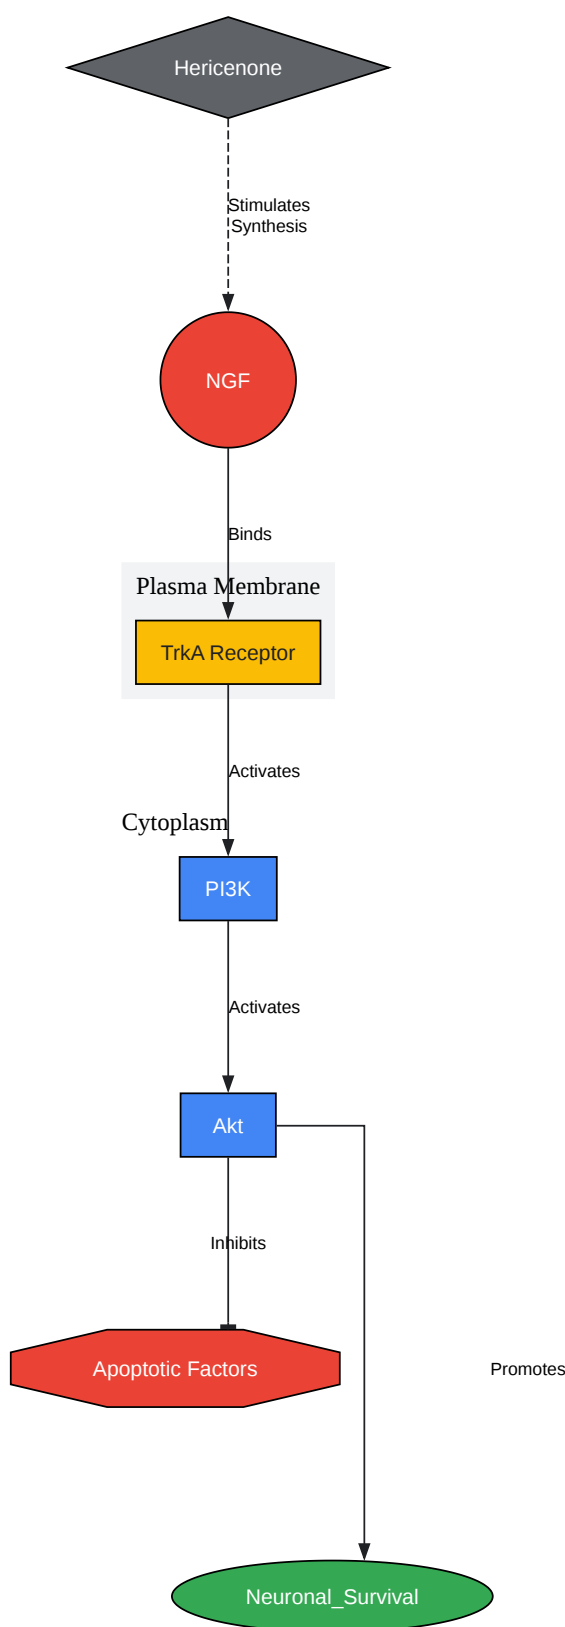 Hericenone
Stimulates
Synthesis
NGF
Binds
Plasma Membrane
TrkA Receptor
Activates
Cytoplasm
PI3K
Activates
Akt
Inhibits
Apoptotic Factors
Promotes
Neuronal_Survival